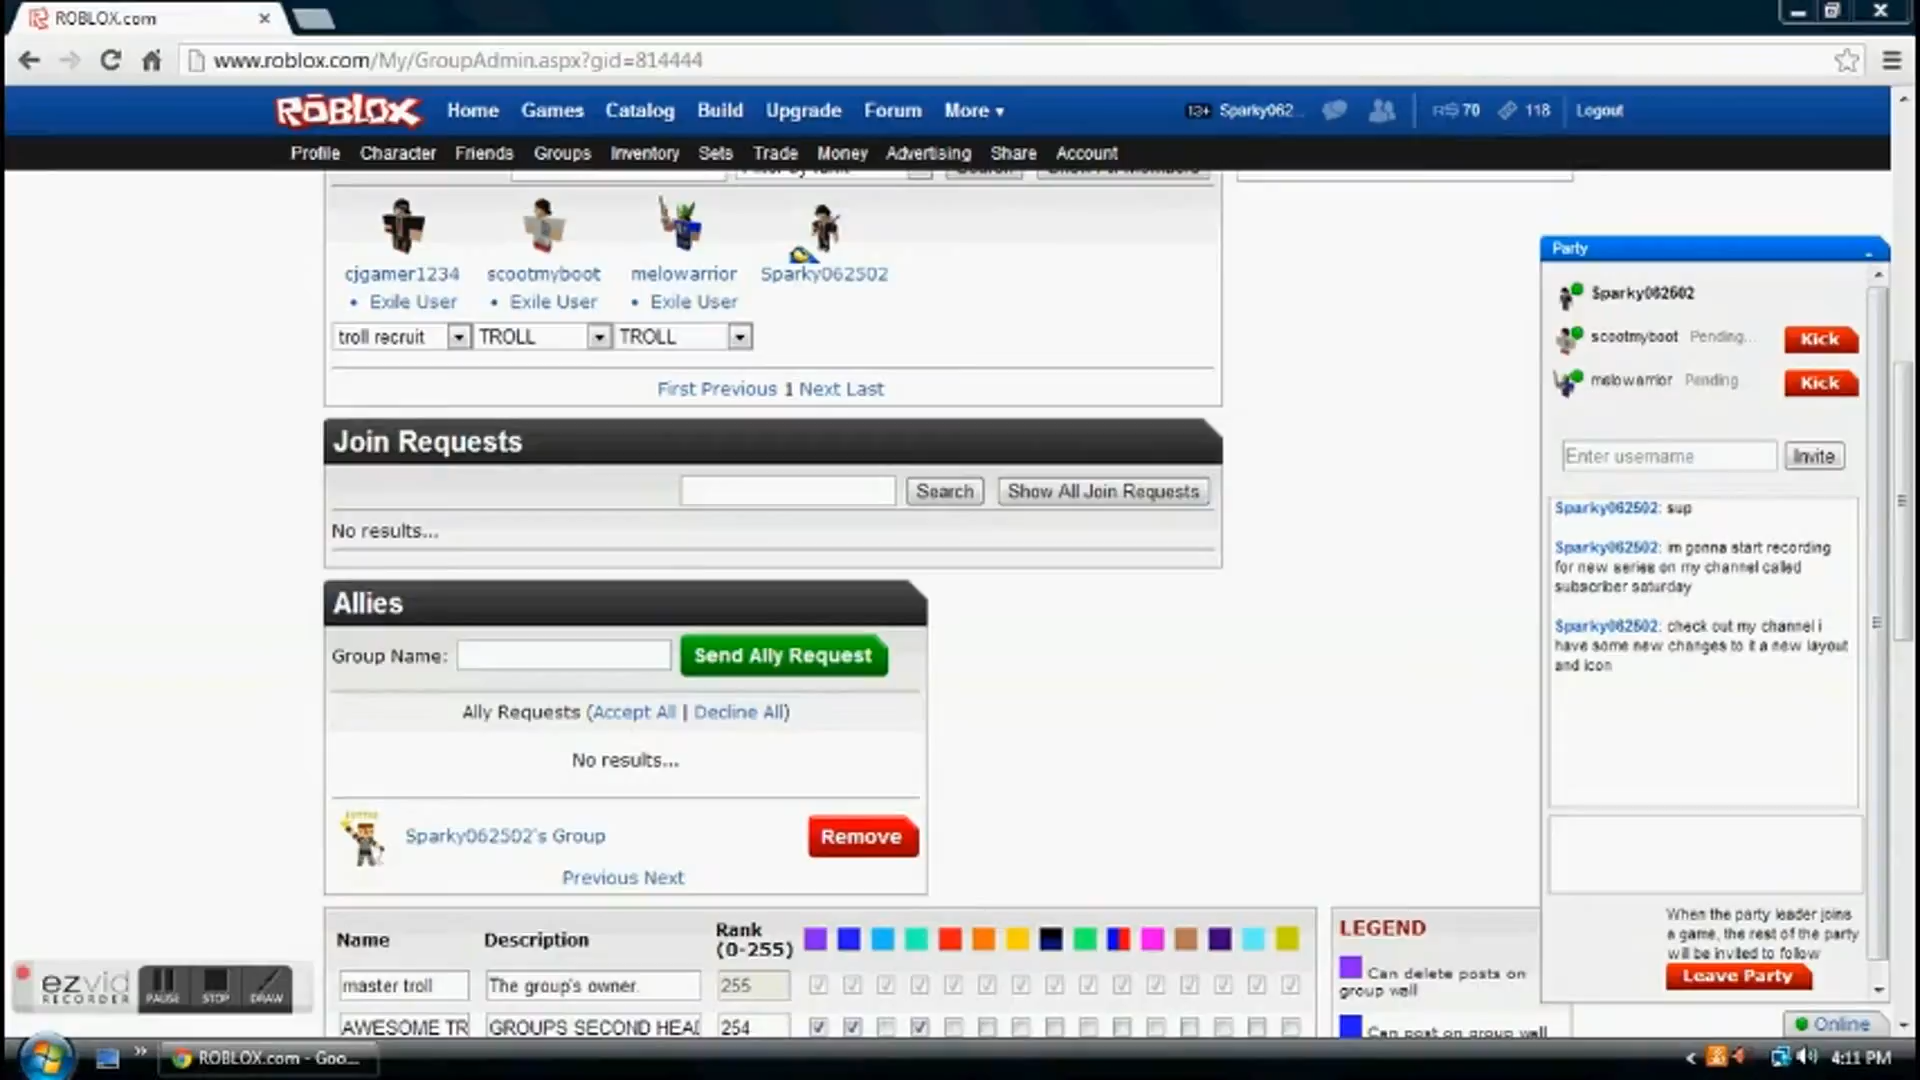 ROBLOX.com
www.roblox.com/My/GroupAdmin.aspx?gid=814444
ROBLOX Home Games Catalog Build Upgrade Forum More 13+ Sparky062... R$ 70 118 Logout
Profile Character Friends Groups Inventory Sets Trade Money Advertising Share Account
cjgamer1234 scootmyboot melowarrior Sparky062502
• Exile User • Exile User • Exile User
troll recruit TROLL TROLL
First Previous 1 Next Last
Join Requests
Search Show All Join Requests
No results...
Allies
Group Name: Send Ally Request
Ally Requests (Accept All | Decline All)
No results...
Sparky062502's Group Remove
Previous Next
Name Description Rank
(0-255)
master troll The group's owner. 255
AWESOME TR GROUPS SECOND HEAD 254
LEGEND
Can delete posts on
group wall
Can post on group wall
Party
Sparky062502
scootmyboot Pending... Kick
melowarrior Pending Kick
Enter username Invite
Sparky062502: sup
Sparky062502: im gonna start recording
for new series on my channel called
subscriber saturday
Sparky062502: check out my channel i
have some new changes to it a new layout
and icon
When the party leader joins
a game, the rest of the party
will be invited to follow
Leave Party
Online
ezvid
RECORDER
PAUSE STOP DRAW
ROBLOX.com - Goo...
4:11 PM